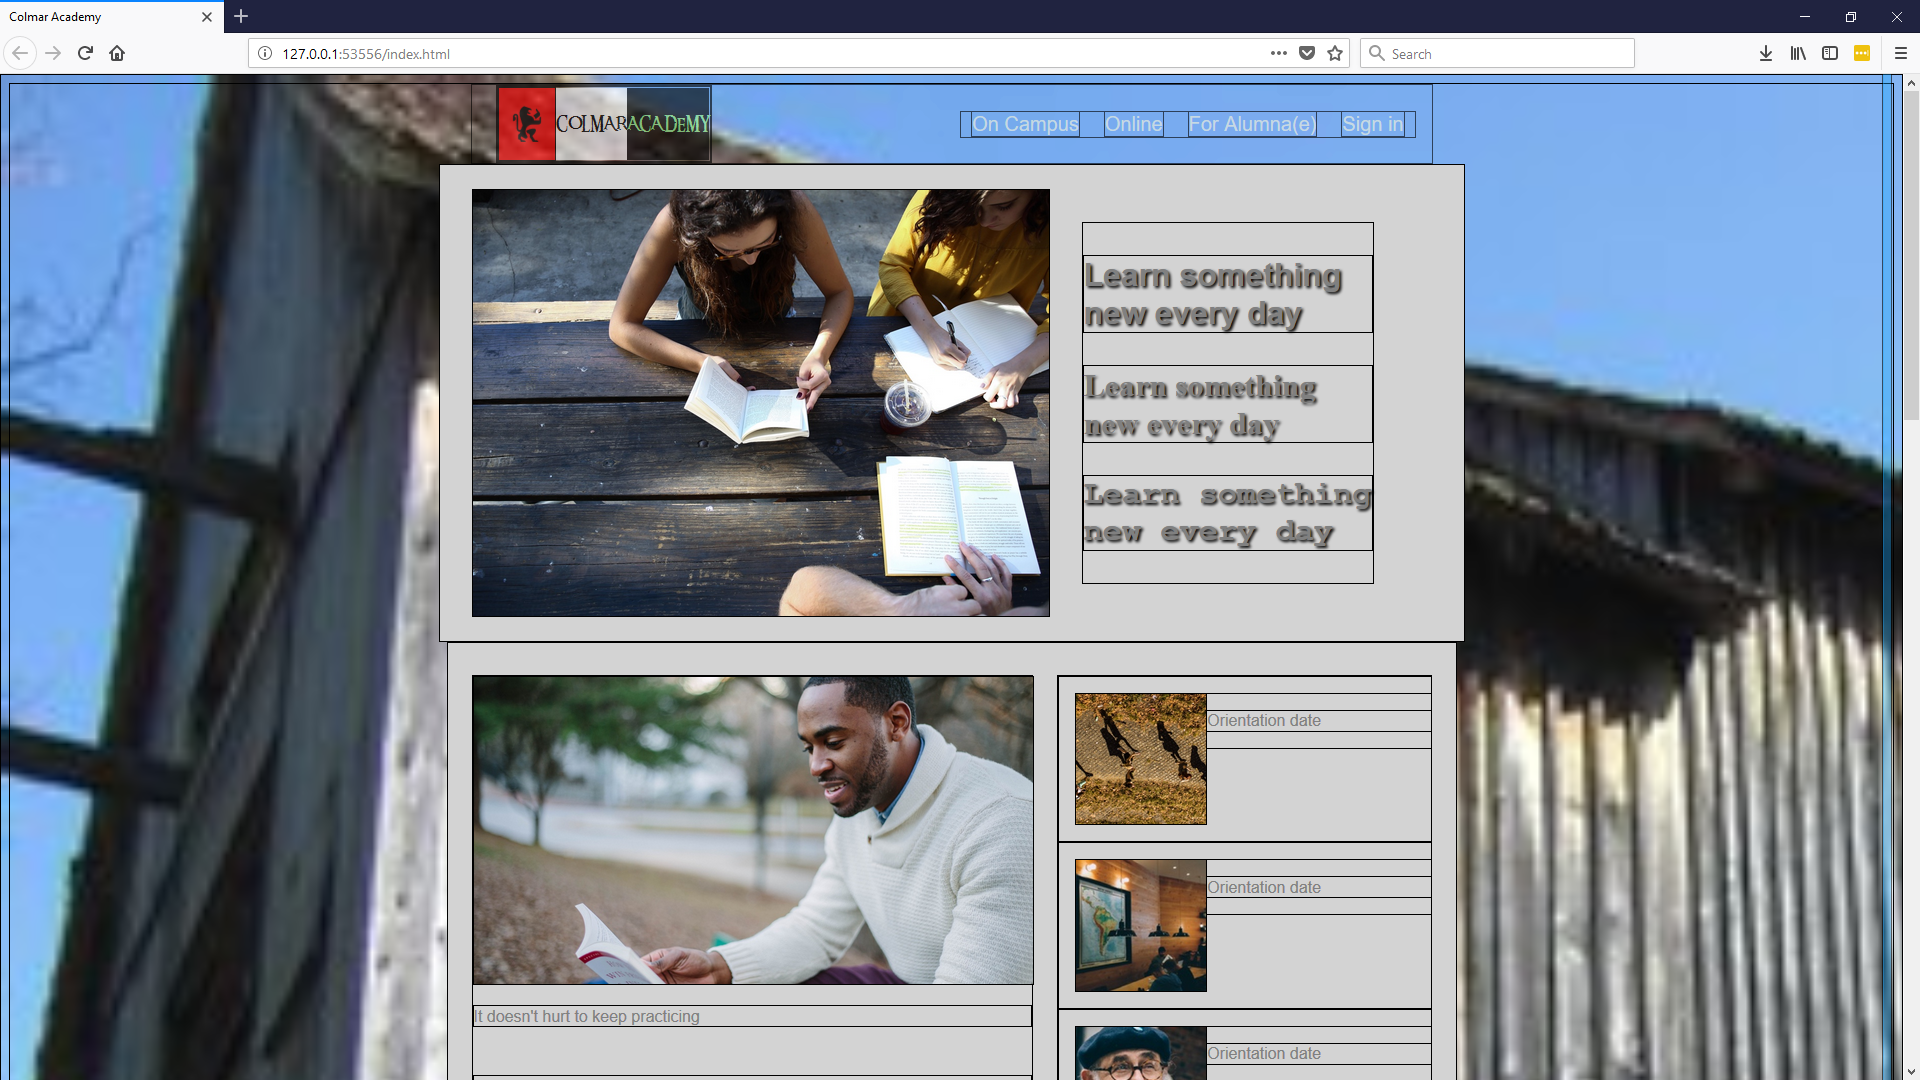 Colmar Academy
127.0.0.1:53556/index.html
Search
COLMARACADEMY
On Campus Online For Alumna(e) Sign in
Learn something
new every day
Learn something
new every day
Learn something
new every day
Orientation date
Orientation date
It doesn't hurt to keep practicing
Orientation date